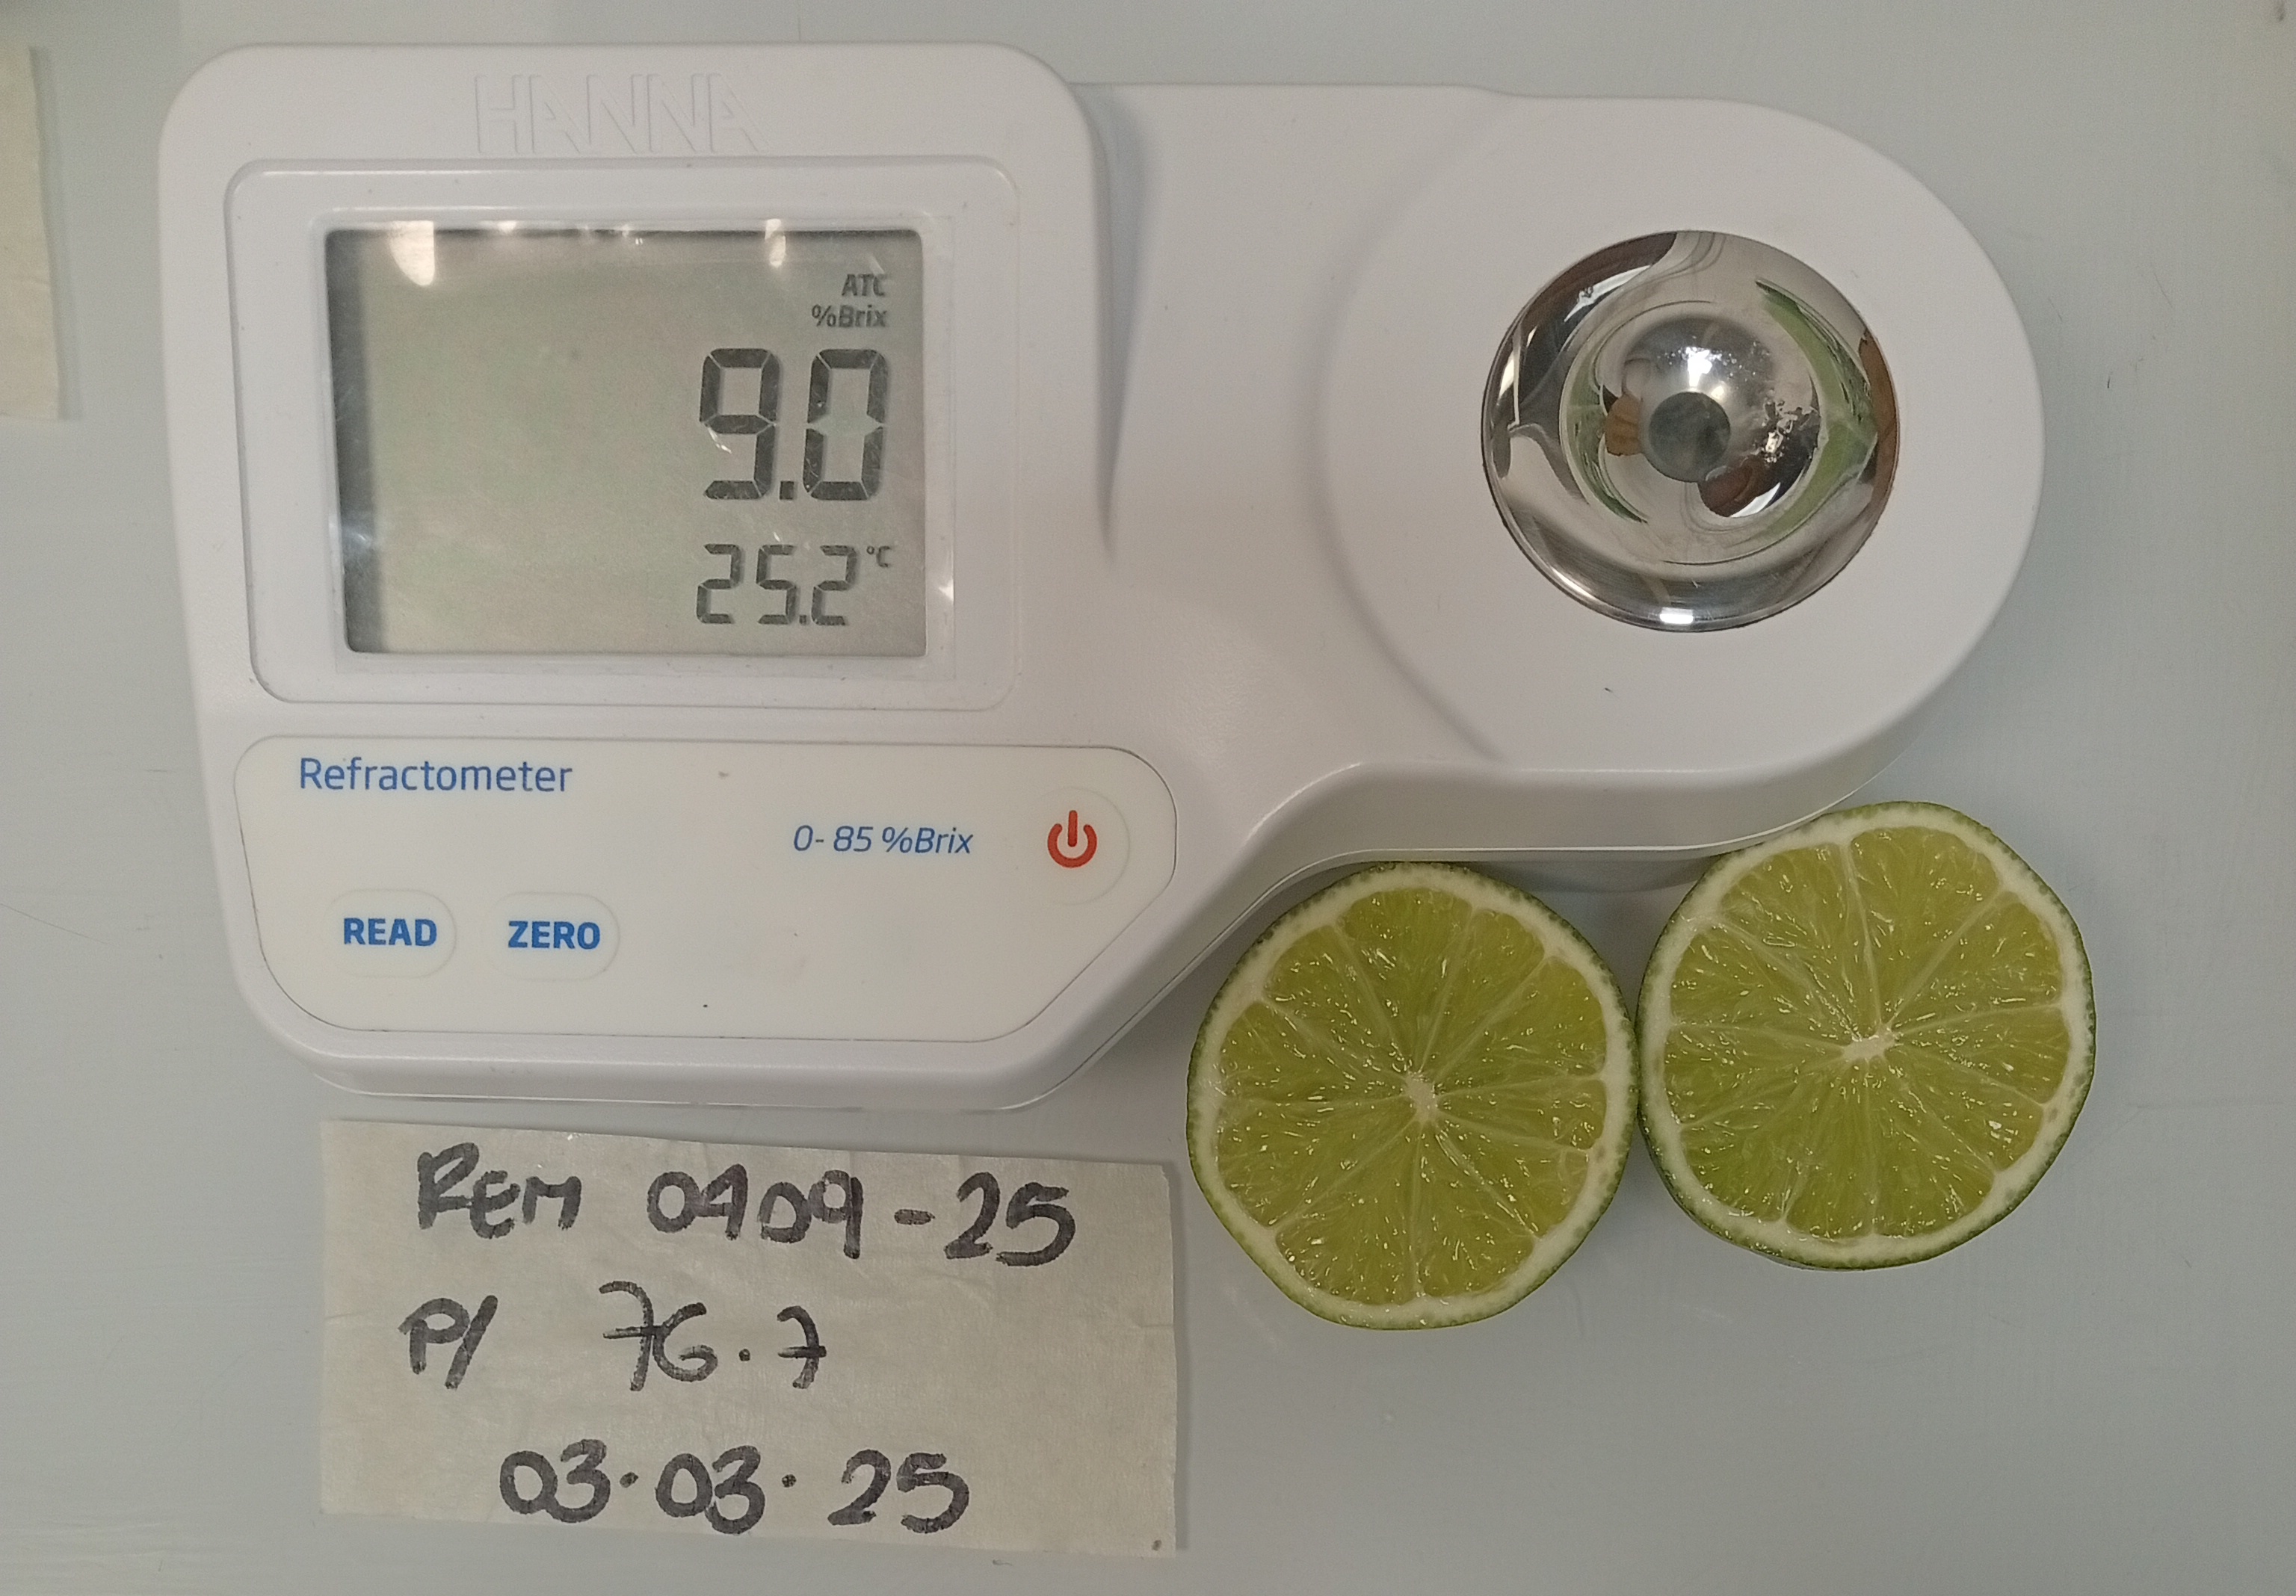 HANNA
ATC
%Brix
9.0
25.2 °C
Refractometer
0- 85 %Brix
READ ZERO
REM 0409-25
P/ 76.7
03.03.25